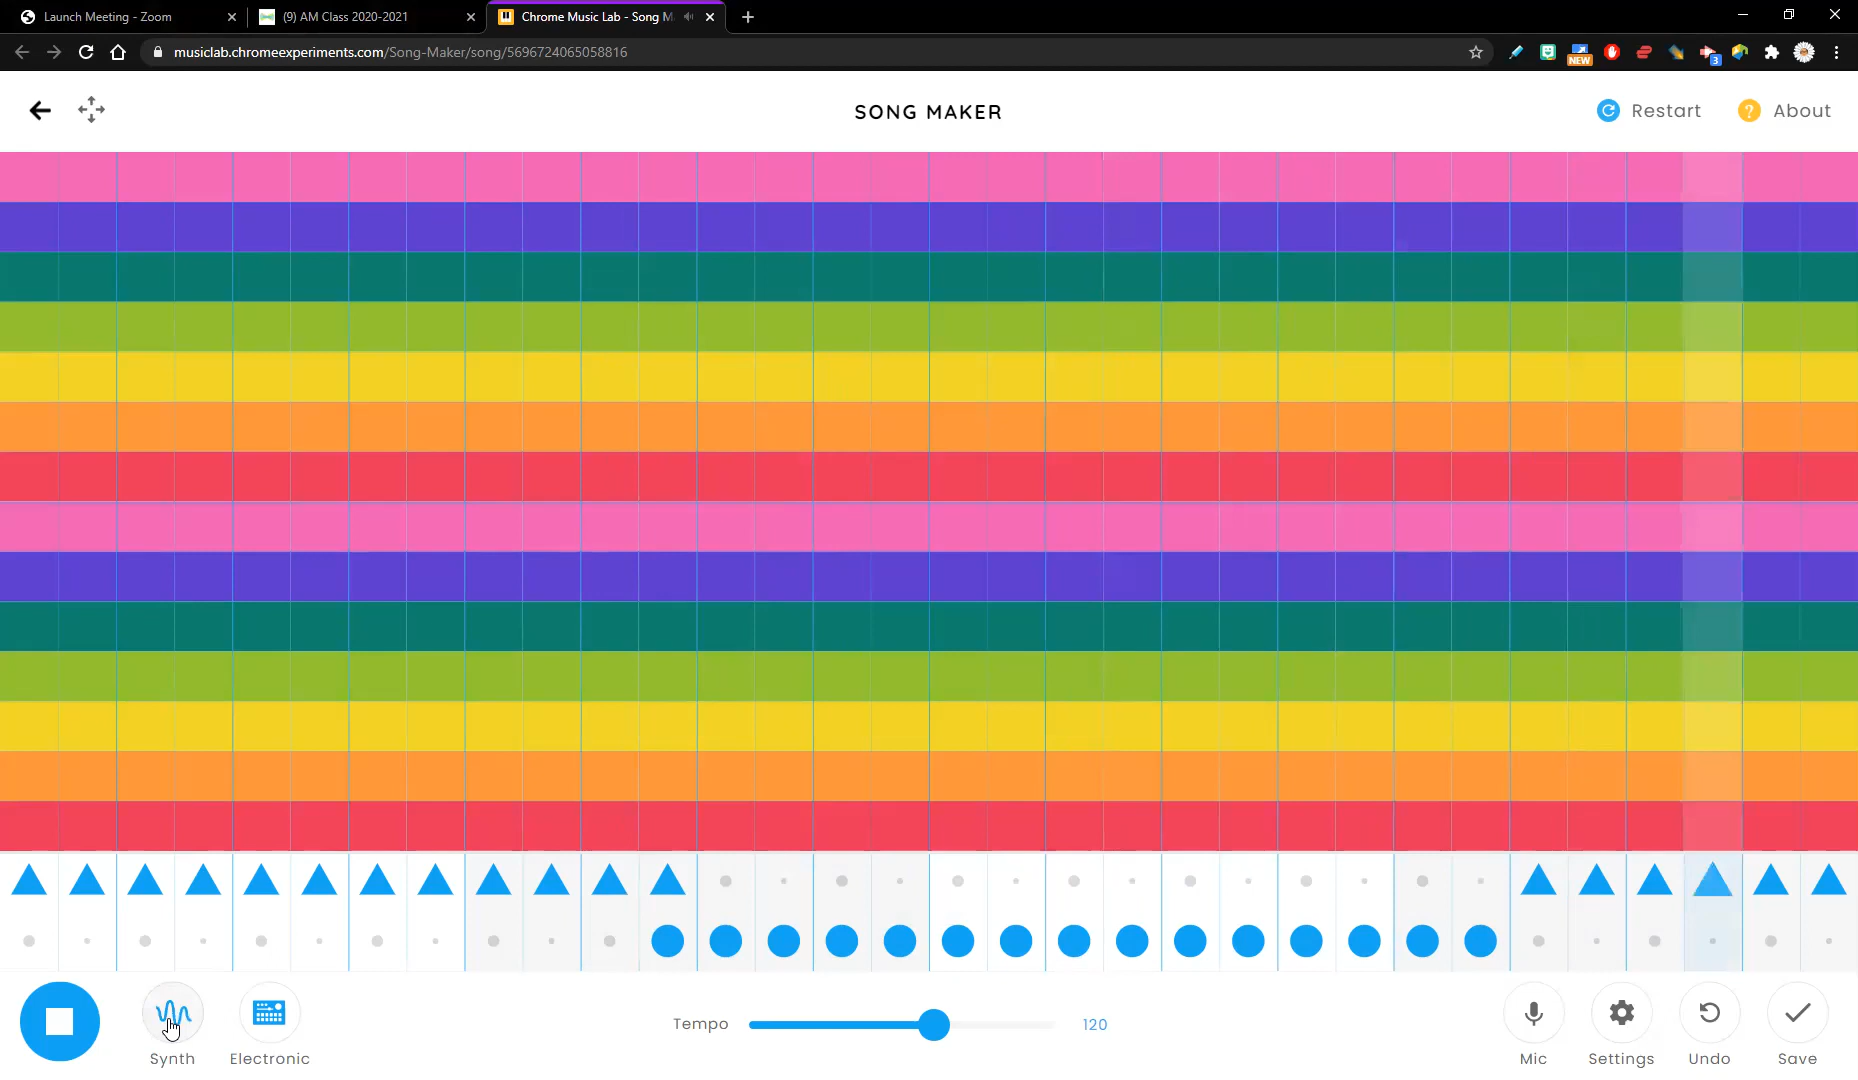 Launch Meeting - Zoom
(9) AM Class 2020-2021
Chrome Music Lab - Song M
musiclab.chromeexperiments.com/Song-Maker/song/5696724065058816
NEW
3
SONG MAKER
Restart
? About
Tempo
120
Synth
Electronic
Mic
Settings
Undo
Save